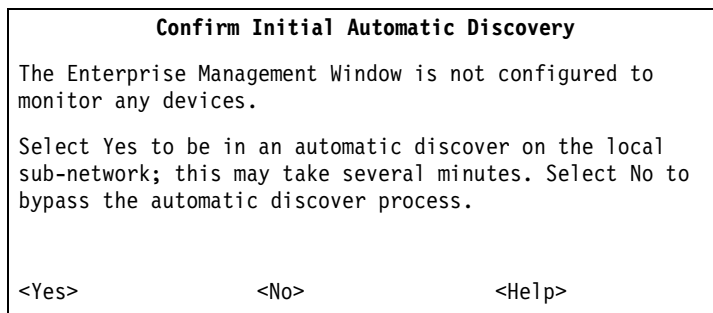 Confirm Initial Automatic Discovery
The Enterprise Management Window is not configured to
monitor any devices.
Select Yes to be in an automatic discover on the local
sub-network; this may take several minutes. Select No to
bypass the automatic discover process.
<Yes> <No> <Help>